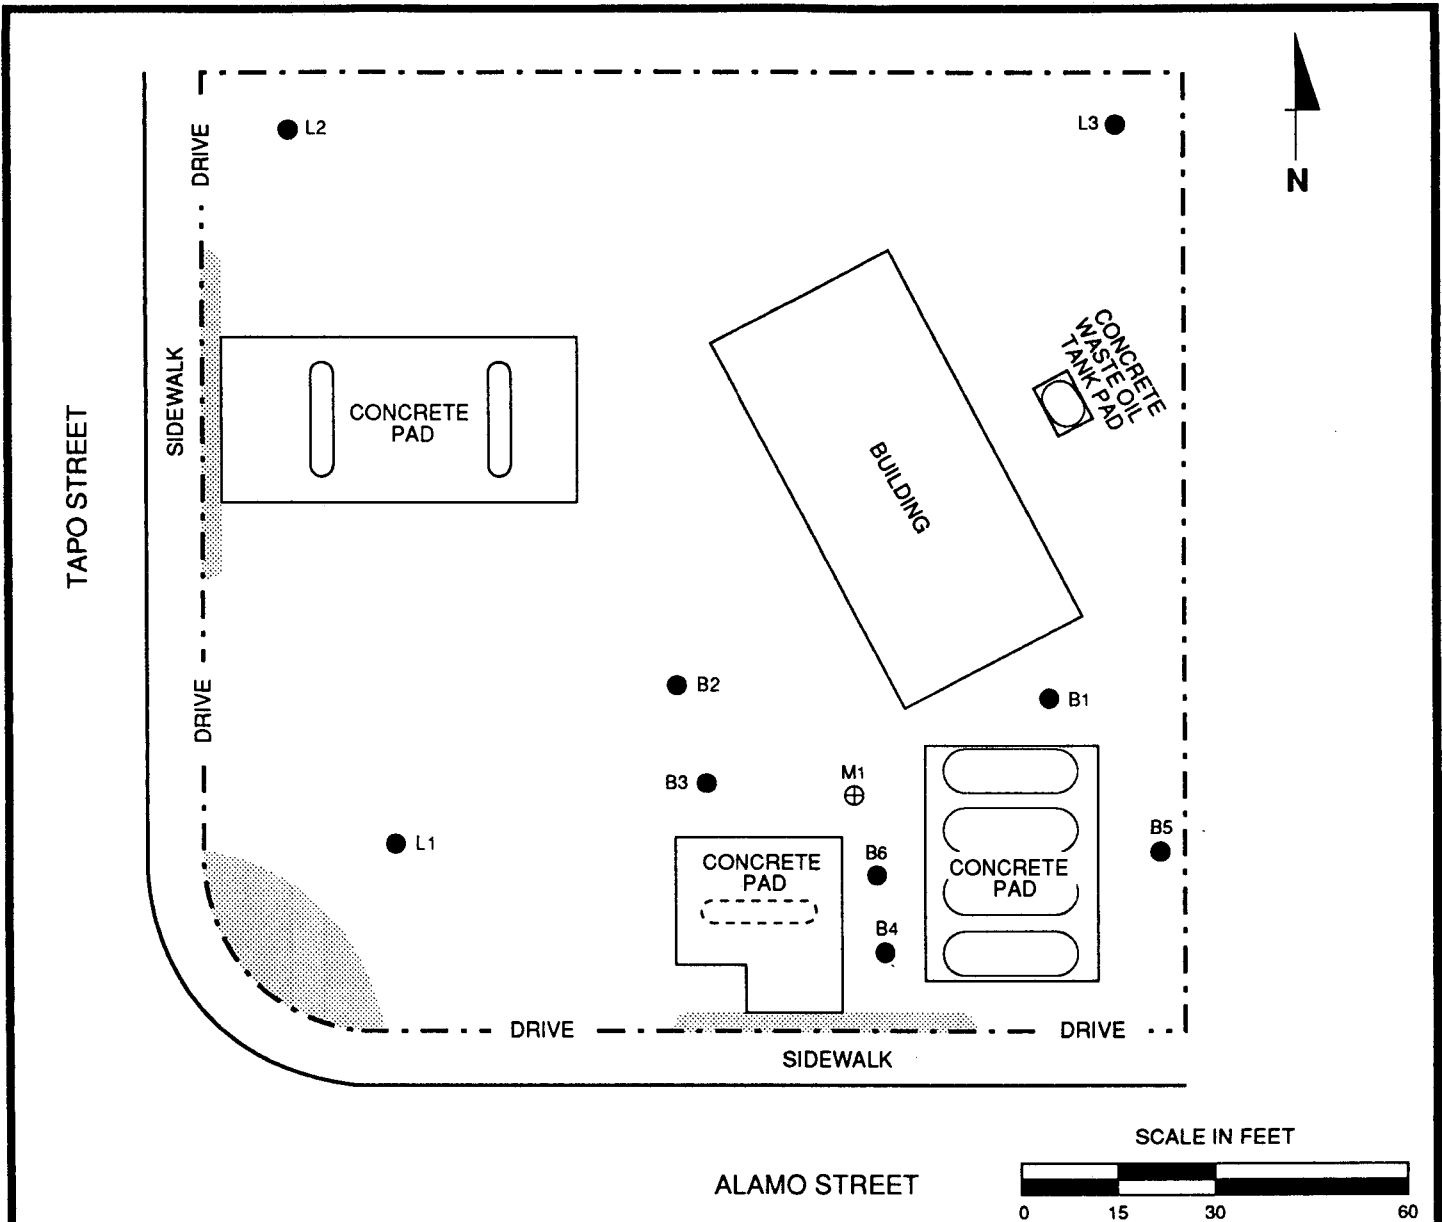 L2
L3
N
DRIVE
SIDEWALK
TAPO STREET
CONCRETE
PAD
CONCRETE
WASTE OIL
TANK PAD
BUILDING
DRIVE
B2
B1
B3
M1
L1
B5
B6
CONCRETE
PAD
CONCRETE
PAD
B4
DRIVE
DRIVE
SIDEWALK
ALAMO STREET
SCALE IN FEET
0 15 30 60